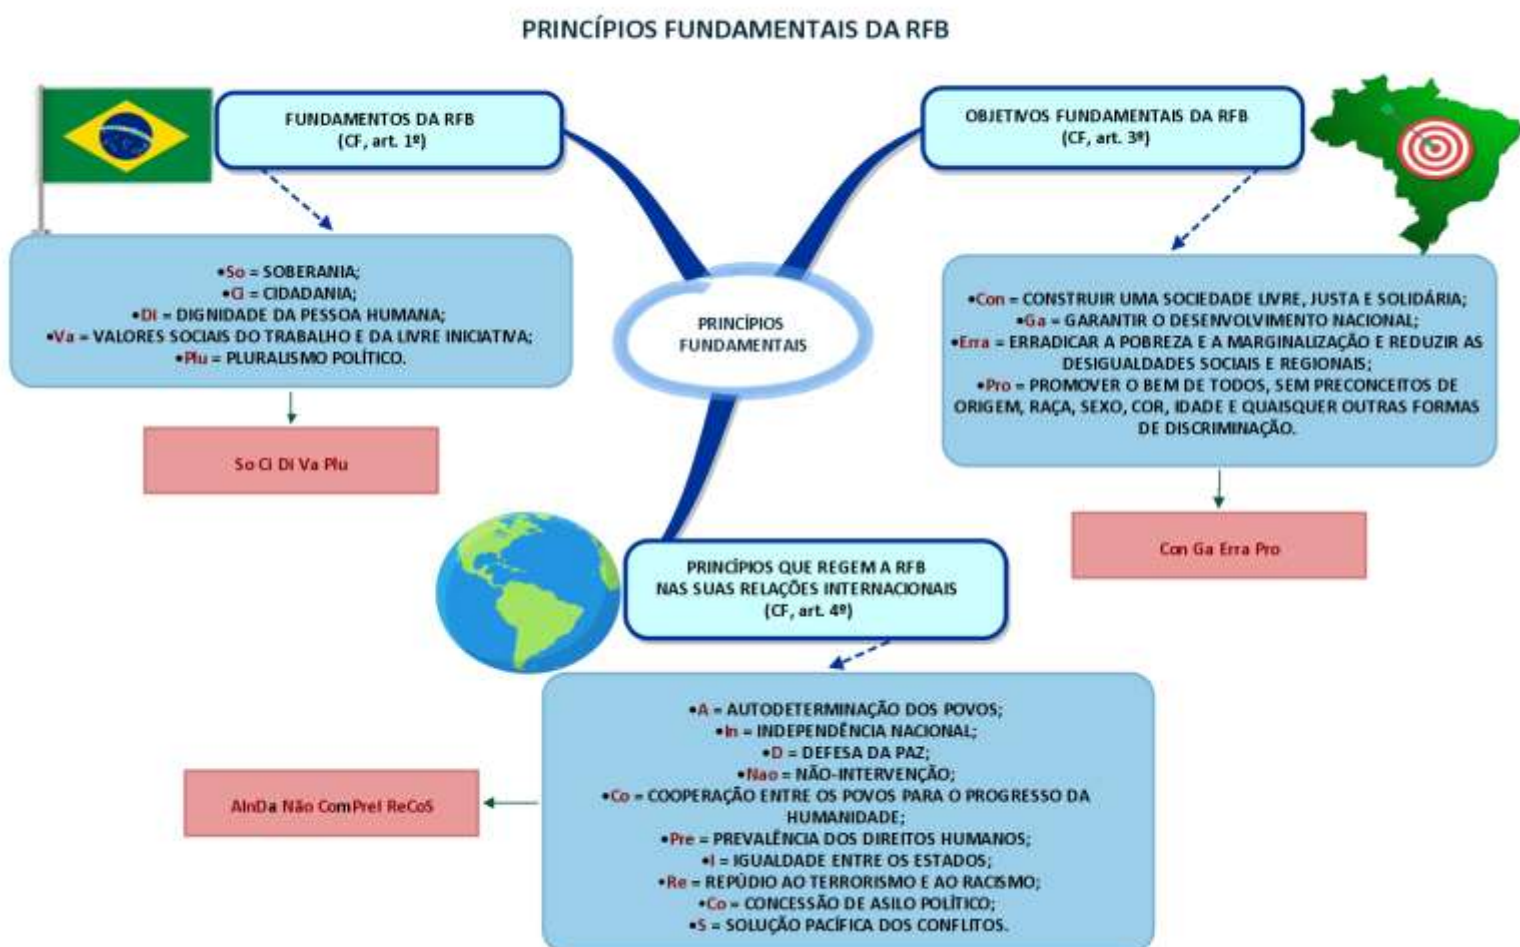 PRINCÍPIOS FUNDAMENTAIS DA RFB
FUNDAMENTOS DA RFB
(CF, art. 1º)
•So = SOBERANIA;
•Ci = CIDADANIA;
•Di = DIGNIDADE DA PESSOA HUMANA;
•Va = VALORES SOCIAIS DO TRABALHO E DA LIVRE INICIATIVA;
•Plu = PLURALISMO POLÍTICO.
So Ci Di Va Plu
OBJETIVOS FUNDAMENTAIS DA RFB
(CF, art. 3º)
•Con = CONSTRUIR UMA SOCIEDADE LIVRE, JUSTA E SOLIDÁRIA;
•Ga = GARANTIR O DESENVOLVIMENTO NACIONAL;
•Erra = ERRADICAR A POBREZA E A MARGINALIZAÇÃO E REDUZIR AS
DESIGUALDADES SOCIAIS E REGIONAIS;
•Pro = PROMOVER O BEM DE TODOS, SEM PRECONCEITOS DE
ORIGEM, RAÇA, SEXO, COR, IDADE E QUAISQUER OUTRAS FORMAS
DE DISCRIMINAÇÃO.
Con Ga Erra Pro
PRINCÍPIOS
FUNDAMENTAIS
PRINCÍPIOS QUE REGEM A RFB
NAS SUAS RELAÇÕES INTERNACIONAIS
(CF, art. 4º)
•A = AUTODETERMINAÇÃO DOS POVOS;
•In = INDEPENDÊNCIA NACIONAL;
•D = DEFESA DA PAZ;
•Nao = NÃO-INTERVENÇÃO;
•Co = COOPERAÇÃO ENTRE OS POVOS PARA O PROGRESSO DA
HUMANIDADE;
•Pre = PREVALÊNCIA DOS DIREITOS HUMANOS;
•I = IGUALDADE ENTRE OS ESTADOS;
•Re = REPÚDIO AO TERRORISMO E AO RACISMO;
•Co = CONCESSÃO DE ASILO POLÍTICO;
•S = SOLUÇÃO PACÍFICA DOS CONFLITOS.
AInDa Não ComPreI ReCoS